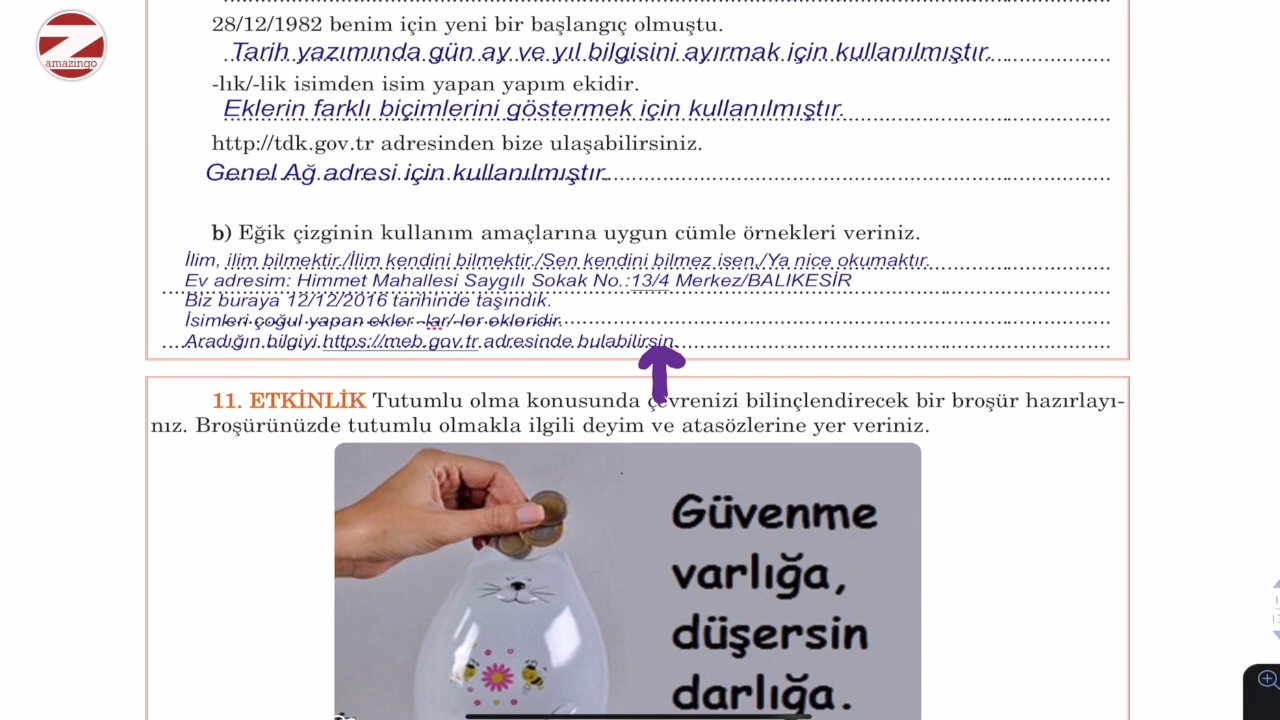 amazingo
28/12/1982 benim için yeni bir başlangıç olmuştu.
Tarih yazımında gün ay ve yıl bilgisini ayırmak için kullanılmıştır.
-lık/-lik isimden isim yapan yapım ekidir.
Eklerin farklı biçimlerini göstermek için kullanılmıştır.
http://tdk.gov.tr adresinden bize ulaşabilirsiniz.
Genel Ağ adresi için kullanılmıştır.
b) Eğik çizginin kullanım amaçlarına uygun cümle örnekleri veriniz.
İlim, ilim bilmektir./İlim kendini bilmektir./Sen kendini bilmez isen,/Ya nice okumaktır.
Ev adresim: Himmet Mahallesi Saygılı Sokak No.:13/4 Merkez/BALIKESİR
Biz buraya 12/12/2016 tarihinde taşındık.
İsimleri çoğul yapan ekler -lar/-ler ekleridir.
Aradığın bilgiyi https://meb.gov.tr adresinde bulabilirsin.
11. ETKİNLİK Tutumlu olma konusunda çevrenizi bilinçlendirecek bir broşür hazırlayı-
nız. Broşürünüzde tutumlu olmakla ilgili deyim ve atasözlerine yer veriniz.
Güvenme
varlığa,
düşersin
darlığa.